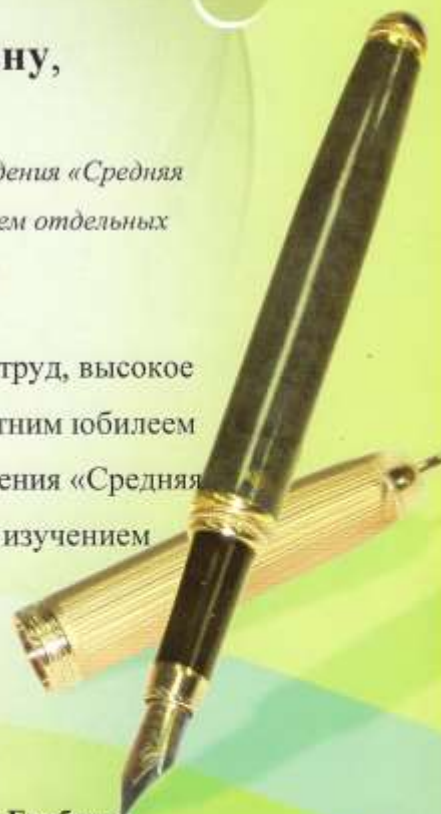 ну,
дения «Средняя
ем отдельных
труд, высокое
тним юбилеем
ения «Средняя
изучением